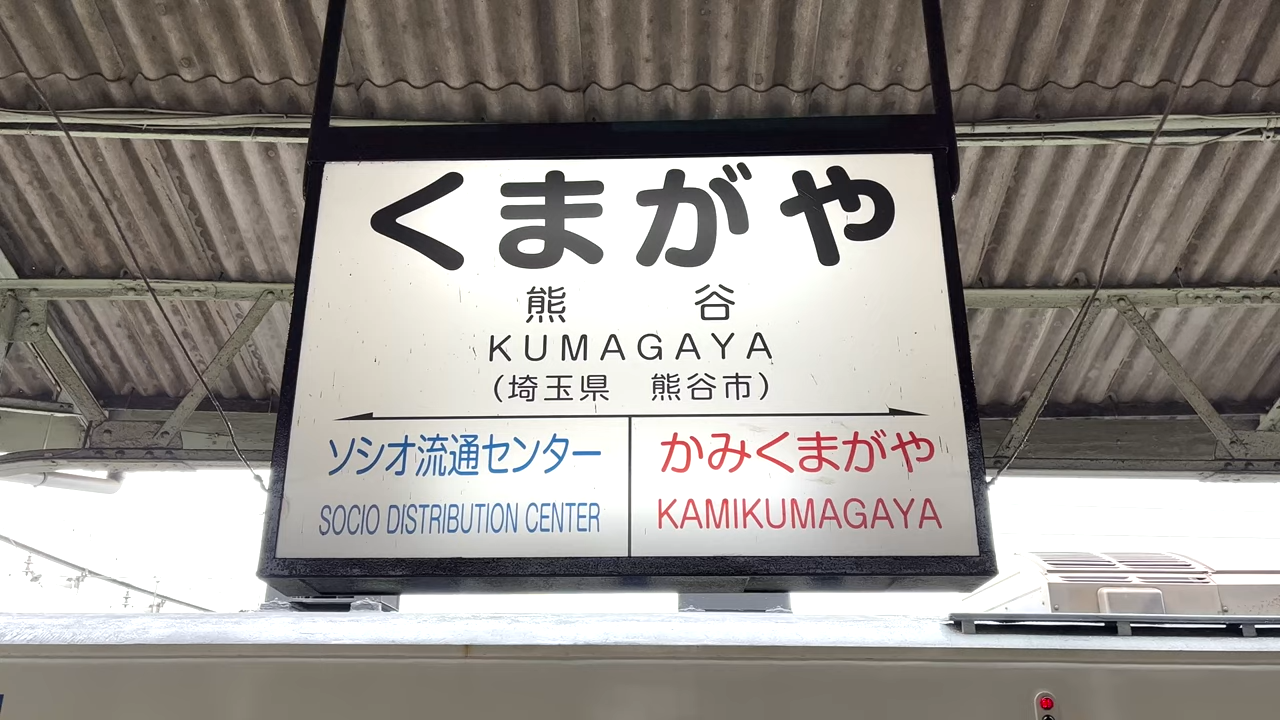 くまがや
熊 谷
KUMAGAYA
(埼玉県 熊谷市)
ソシオ流通センター
SOCIO DISTRIBUTION CENTER
かみくまがや
KAMIKUMAGAYA